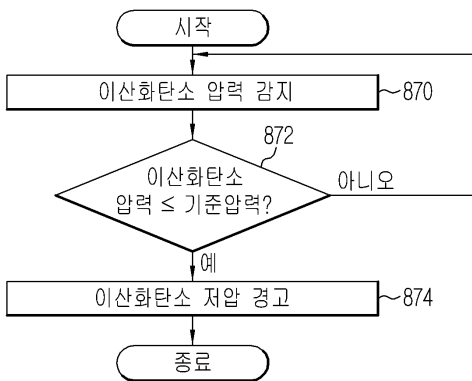 시작
이산화탄소 압력 감지
870
872
이산화탄소
압력 ≤ 기준압력?
아니오
예
이산화탄소 저압 경고
874
종료